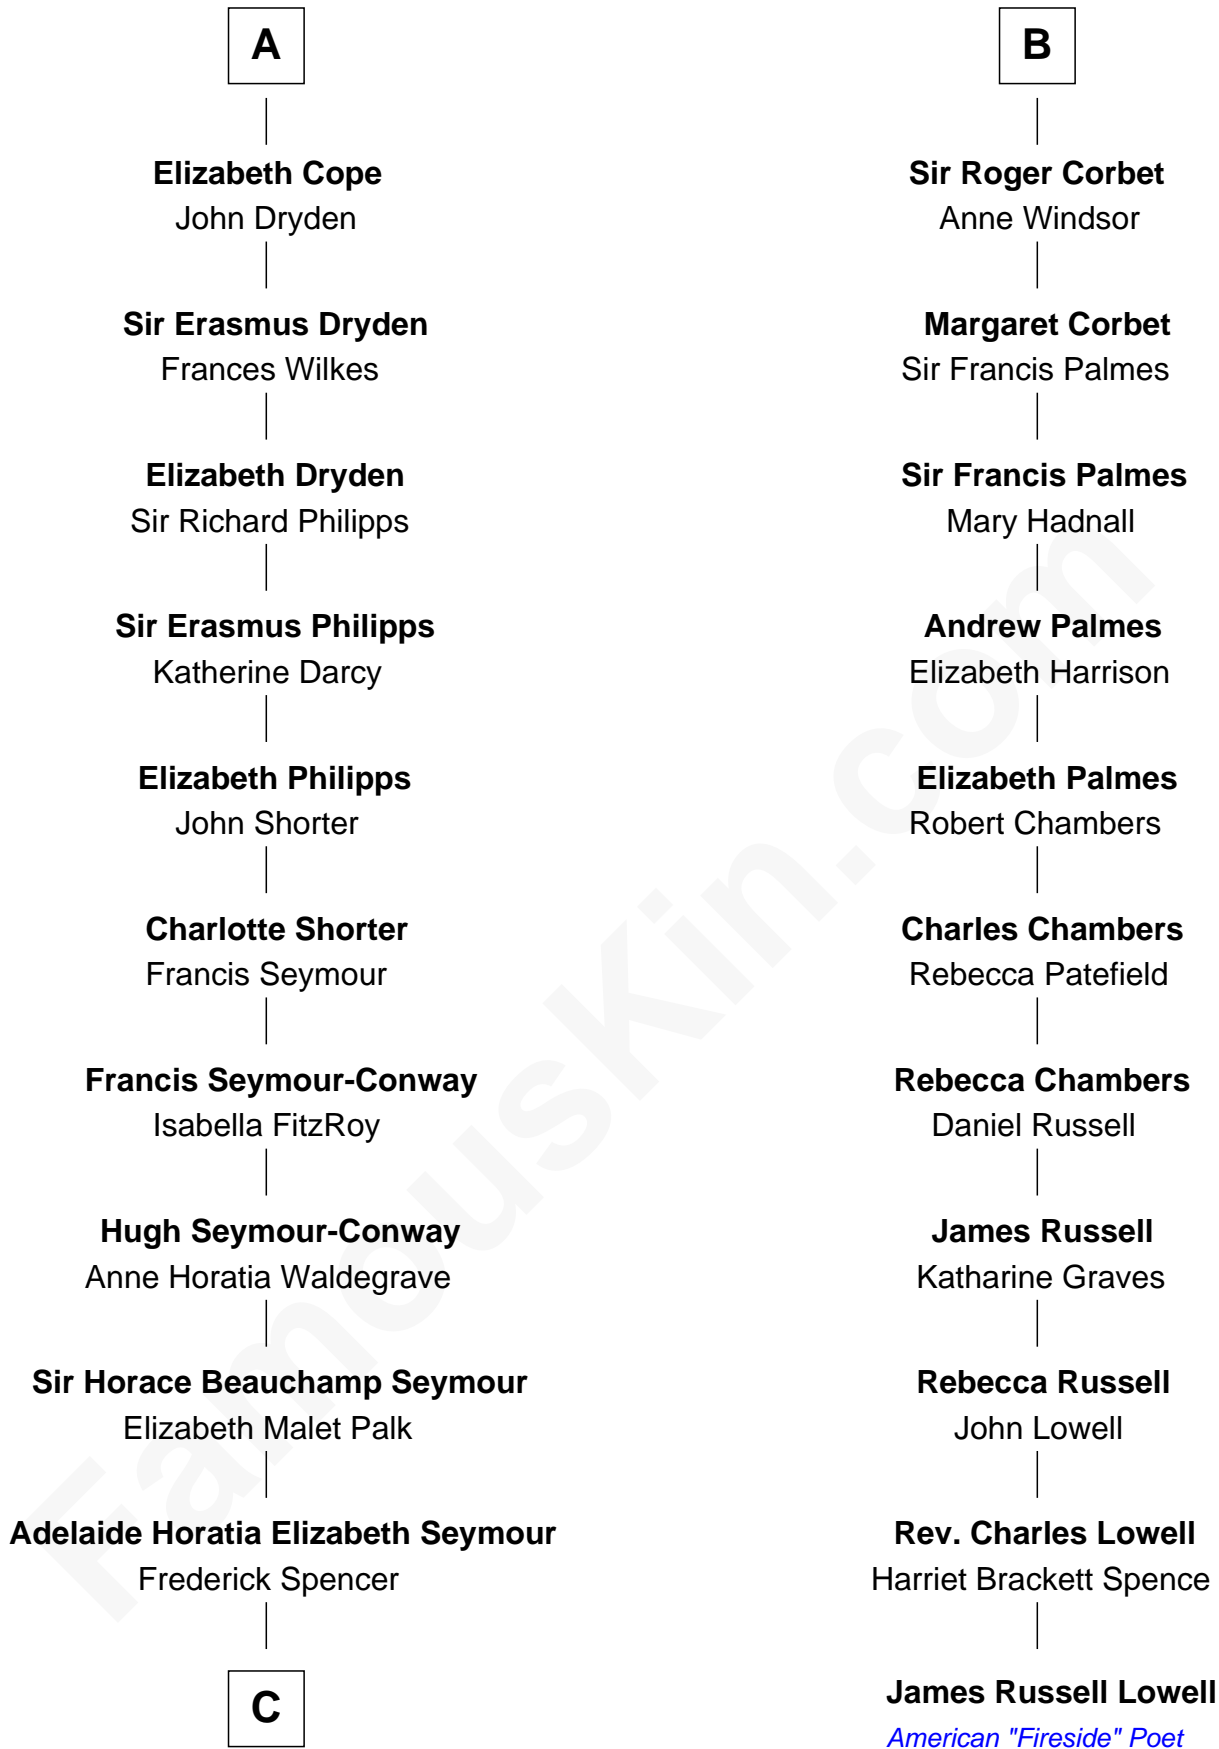 A
Elizabeth Cope
John Dryden
Sir Erasmus Dryden
Frances Wilkes
Elizabeth Dryden
Sir Richard Philipps
Sir Erasmus Philipps
Katherine Darcy
Elizabeth Philipps
John Shorter
Charlotte Shorter
Francis Seymour
Francis Seymour-Conway
Isabella FitzRoy
Hugh Seymour-Conway
Anne Horatia Waldegrave
Sir Horace Beauchamp Seymour
Elizabeth Malet Palk
Adelaide Horatia Elizabeth Seymour
Frederick Spencer
C
B
Sir Roger Corbet
Anne Windsor
Margaret Corbet
Sir Francis Palmes
Sir Francis Palmes
Mary Hadnall
Andrew Palmes
Elizabeth Harrison
Elizabeth Palmes
Robert Chambers
Charles Chambers
Rebecca Patefield
Rebecca Chambers
Daniel Russell
James Russell
Katharine Graves
Rebecca Russell
John Lowell
Rev. Charles Lowell
Harriet Brackett Spence
James Russell Lowell
American "Fireside" Poet
FamousKin.com